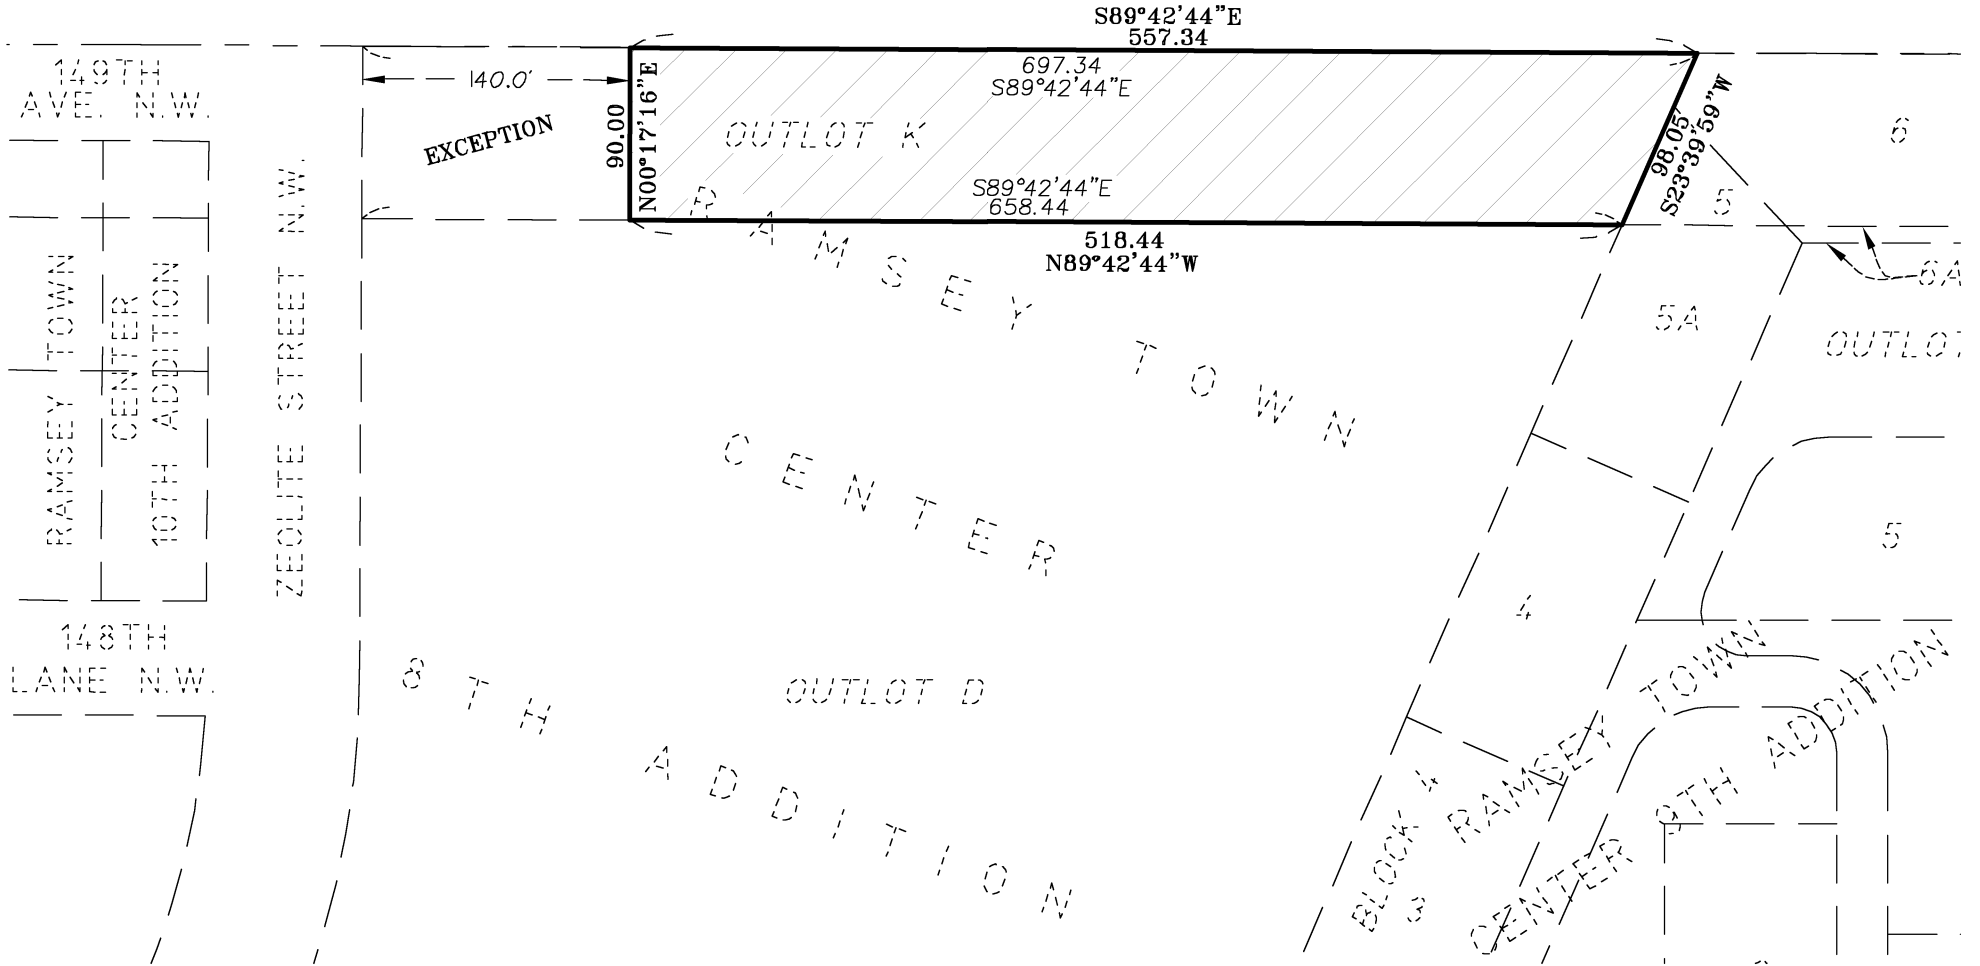 S89°42'44"E
557.34
697.34
S89°42'44"E
149TH
AVE. N.W.
140.0'
EXCEPTION
90.00
N00°17'16"E
OUTLOT K
S89°42'44"E
658.44
518.44
N89°42'44"W
98.05
S23°39'59"W
6
5
6A
5A
OUTLOT
5
RAMSEY TOWN
CENTER
10TH ADDITION
ZEOLITE STREET N.W.
148TH
LANE N.W.
RAMSEY TOWN
CENTER
8TH ADDITION
OUTLOT D
4
4
BLOCK
3
RAMSEY TOWN
CENTER 9TH ADDITION